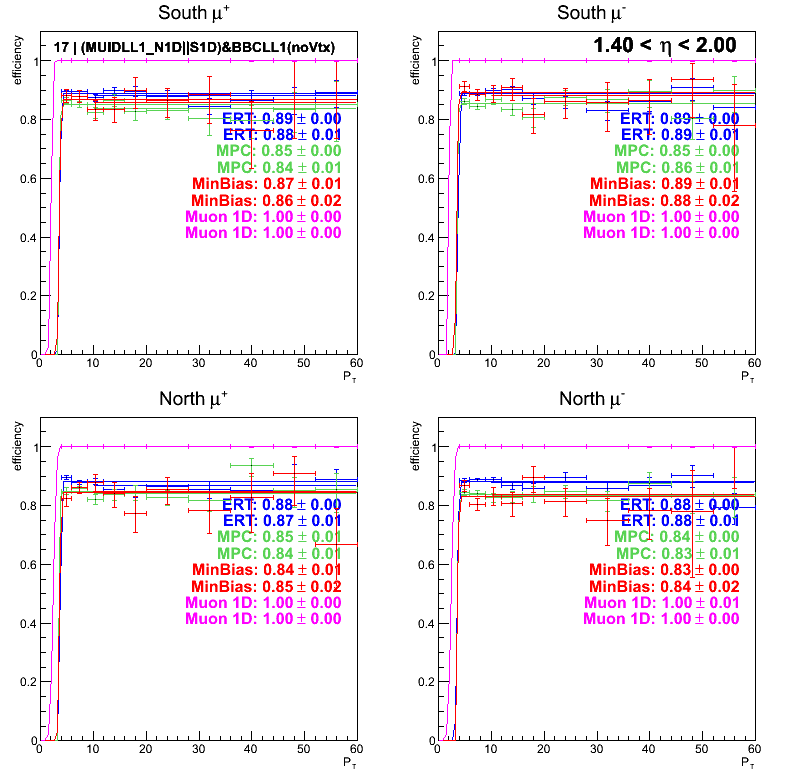 South μ+
efficiency
17 | (MUIDLL1_N1D||S1D)&BBCLL1(noVtx)
1
0.8
0.6
0.4
0.2
0
ERT: 0.89 ± 0.00
ERT: 0.88 ± 0.01
MPC: 0.85 ± 0.00
MPC: 0.84 ± 0.01
MinBias: 0.87 ± 0.01
MinBias: 0.86 ± 0.02
Muon 1D: 1.00 ± 0.00
Muon 1D: 1.00 ± 0.00
0 10 20 30 40 50 60
PT
South μ-
efficiency
1.40 < η < 2.00
1
0.8
0.6
0.4
0.2
0
ERT: 0.89 ± 0.00
ERT: 0.89 ± 0.01
MPC: 0.85 ± 0.00
MPC: 0.86 ± 0.01
MinBias: 0.89 ± 0.01
MinBias: 0.88 ± 0.02
Muon 1D: 1.00 ± 0.00
Muon 1D: 1.00 ± 0.00
0 10 20 30 40 50 60
PT
North μ+
efficiency
1
0.8
0.6
0.4
0.2
0
ERT: 0.88 ± 0.00
ERT: 0.87 ± 0.01
MPC: 0.85 ± 0.01
MPC: 0.84 ± 0.01
MinBias: 0.84 ± 0.01
MinBias: 0.85 ± 0.02
Muon 1D: 1.00 ± 0.00
Muon 1D: 1.00 ± 0.00
0 10 20 30 40 50 60
PT
North μ-
efficiency
1
0.8
0.6
0.4
0.2
0
ERT: 0.88 ± 0.00
ERT: 0.88 ± 0.01
MPC: 0.84 ± 0.00
MPC: 0.83 ± 0.01
MinBias: 0.83 ± 0.00
MinBias: 0.84 ± 0.02
Muon 1D: 1.00 ± 0.01
Muon 1D: 1.00 ± 0.00
0 10 20 30 40 50 60
PT